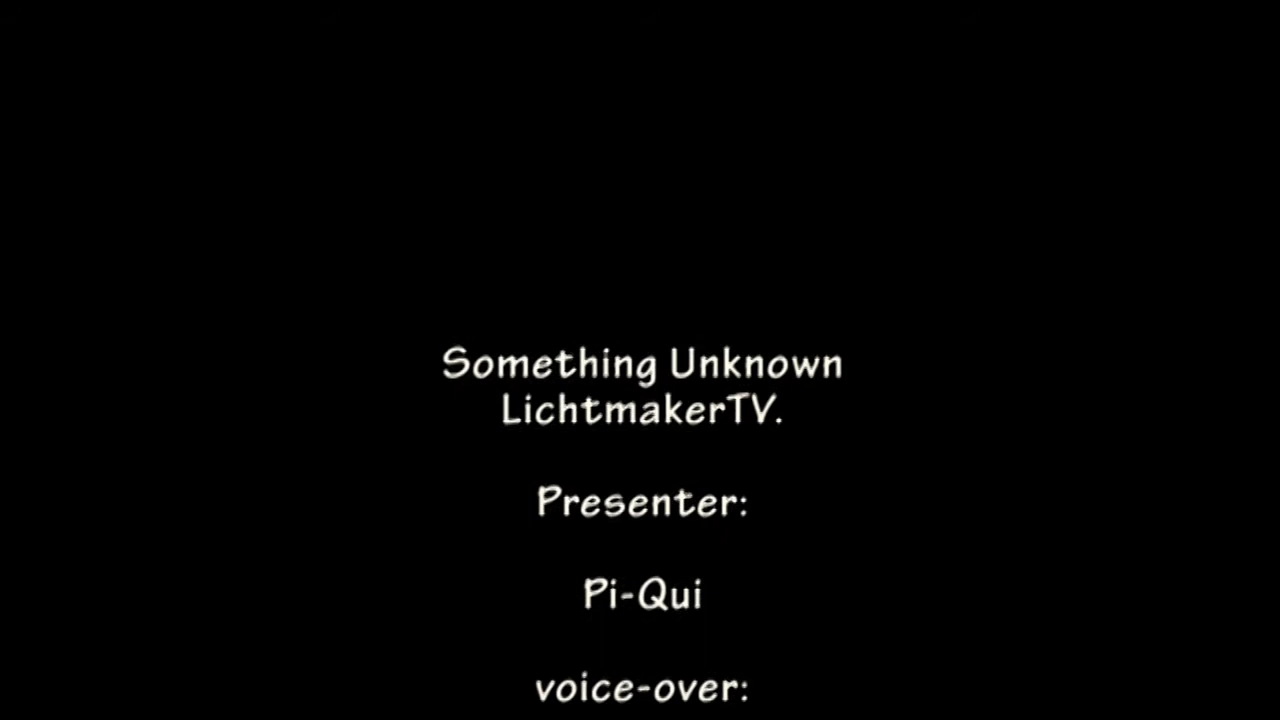 Something Unknown
LichtmakerTV.
Presenter:
Pi-Qui
voice-over: